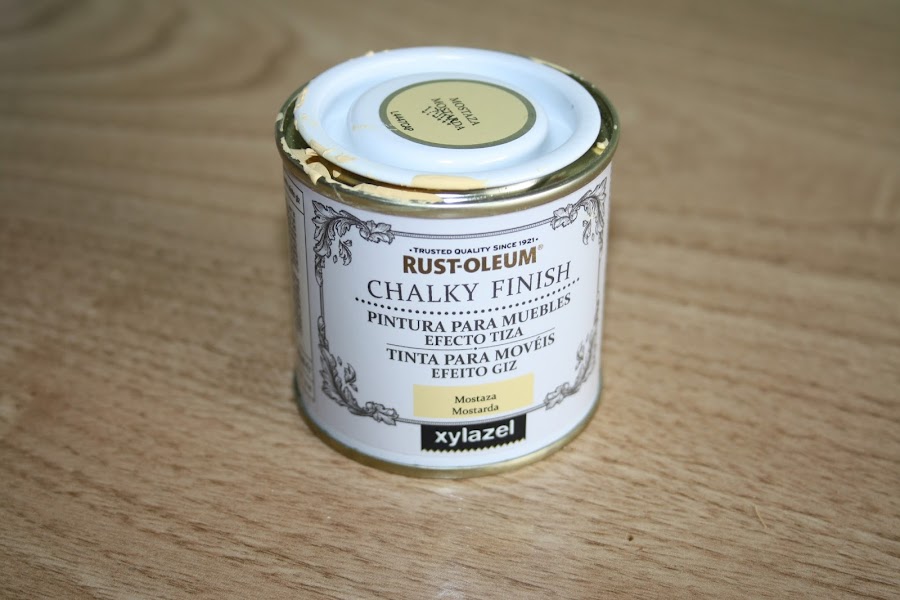 MOSTAZA
MOSTARDA
• TRUSTED QUALITY SINCE 1921 •
RUST-OLEUM®
CHALKY FINISH
PINTURA PARA MUEBLES
EFECTO TIZA
TINTA PARA MOVÉIS
EFEITO GIZ
Mostaza
Mostarda
xylazel